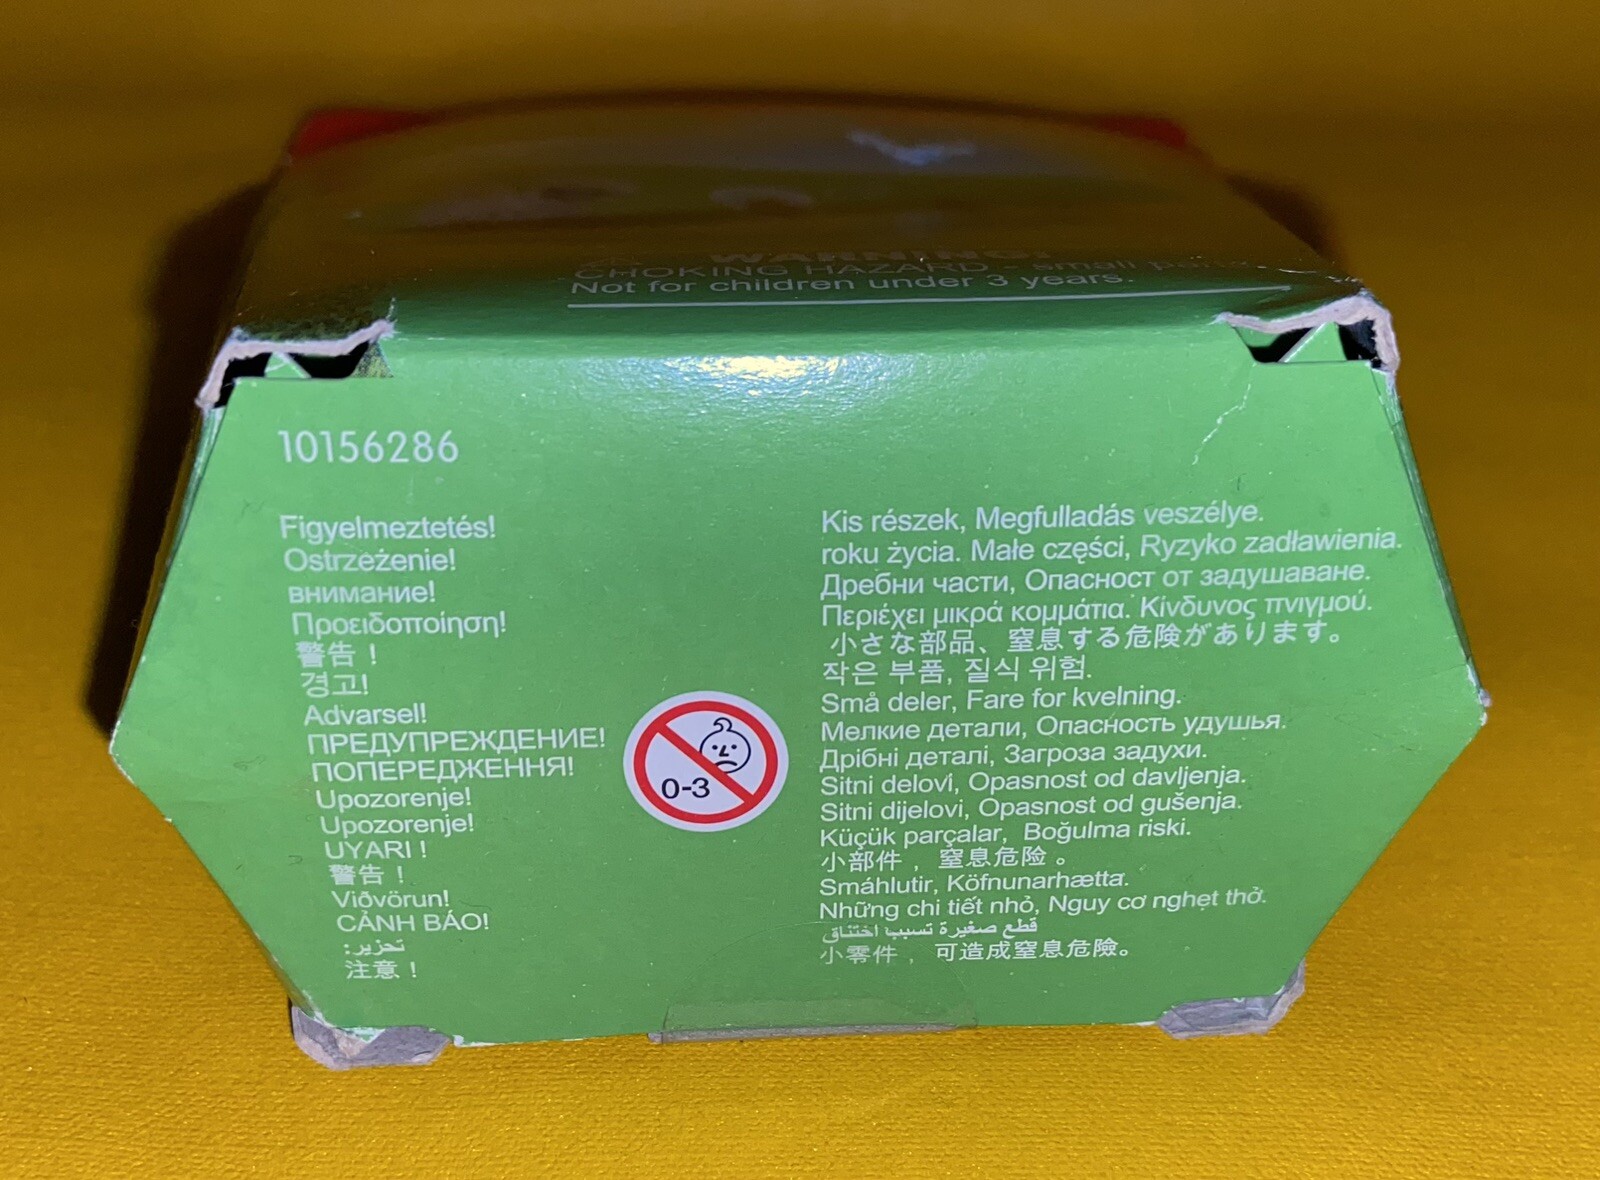 WARNING:
CHOKING HAZARD - Small
Not for children under 3 years.
10156286
Figyelmeztetés!
Ostrzeżenie!
внимание!
Προειδοποίηση!
警告！
경고!
Advarsel!
ПРЕДУПРЕЖДЕНИЕ!
ПОПЕРЕДЖЕННЯ!
Upozorenje!
Upozorenje!
UYARI !
警告！
Viðvörun!
CẢNH BÁO!
تحزير:
注意！
0-3
Kis részek, Megfulladás veszélye.
roku życia. Małe części, Ryzyko zadławienia.
Дребни части, Опасност от задушаване.
Περιέχει μικρά κομμάτια. Κίνδυνος πνιγμού.
小さな部品、窒息する危険があります。
작은 부품, 질식 위험.
Små deler, Fare for kvelning.
Мелкие детали, Опасность удушья.
Дрібні деталі, Загроза задухи.
Sitni delovi, Opasnost od davljenja.
Sitni dijelovi, Opasnost od gušenja.
Küçük parçalar, Boğulma riski.
小部件，窒息危险。
Smáhlutir, Köfnunarhætta.
Những chi tiết nhỏ, Nguy cơ nghẹt thở.
قطع صغيرة تسبب اختناق
小零件，可造成窒息危險。